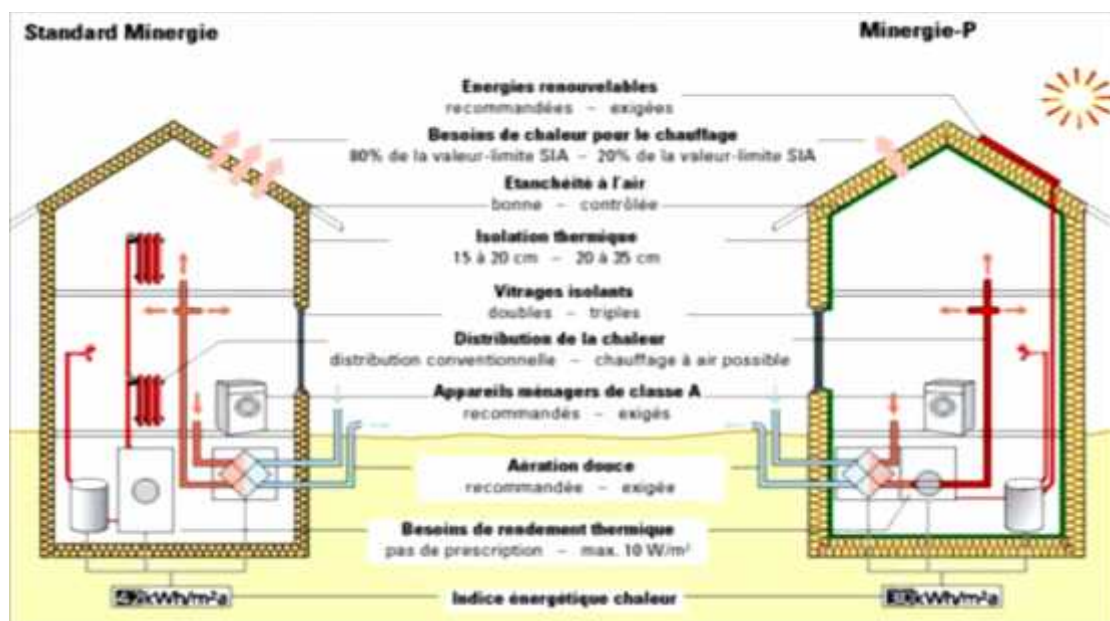 Standard Minergie
Minergie-P
Energies renouvelables
recommandées – exigées
Besoins de chaleur pour le chauffage
80% de la valeur-limite SIA – 20% de la valeur-limite SIA
Etanchéité à l'air
bonne – contrôlée
Isolation thermique
15 à 20 cm – 20 à 35 cm
Vitrages isolants
doubles – triples
Distribution de la chaleur
distribution conventionnelle – chauffage à air possible
Appareils ménagers de classe A
recommandés – exigés
Aération douce
recommandée – exigée
Besoins de rendement thermique
pas de prescription – max. 10 W/m²
42kWh/m²a
Indice énergétique chaleur
30kWh/m²a